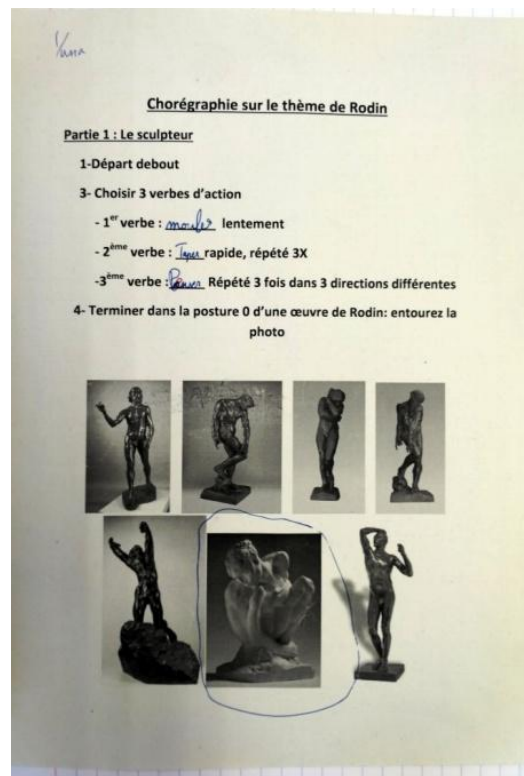 Chorégraphie sur le thème de Rodin
Partie 1 : Le sculpteur
1-Départ debout
3- Choisir 3 verbes d'action
- 1er verbe : mouler lentement
- 2ème verbe : Taper rapide, répété 3X
-3ème verbe : Répété 3 fois dans 3 directions différentes
4- Terminer dans la posture 0 d'une œuvre de Rodin: entourez la
photo